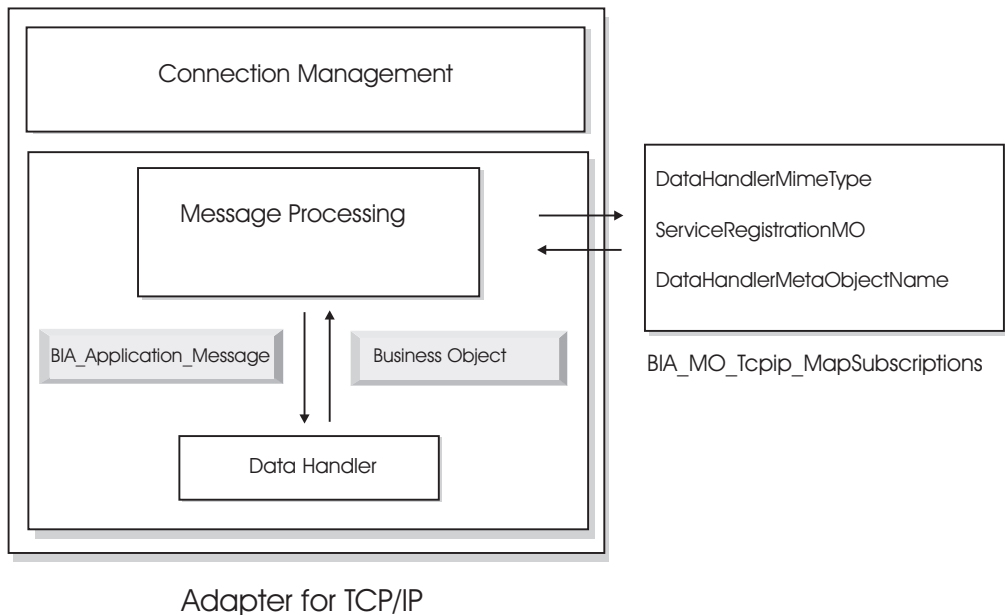 Connection Management
Message Processing
DataHandlerMimeType
ServiceRegistrationMO
DataHandlerMetaObjectName
BIA_Application_Message
Business Object
BIA_MO_Tcpip_MapSubscriptions
Data Handler
Adapter for TCP/IP